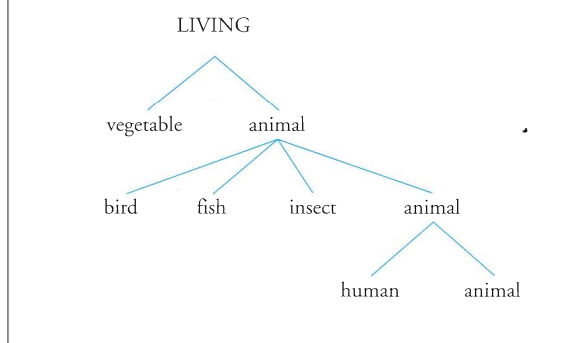 LIVING
vegetable animal
bird fish insect animal
human animal